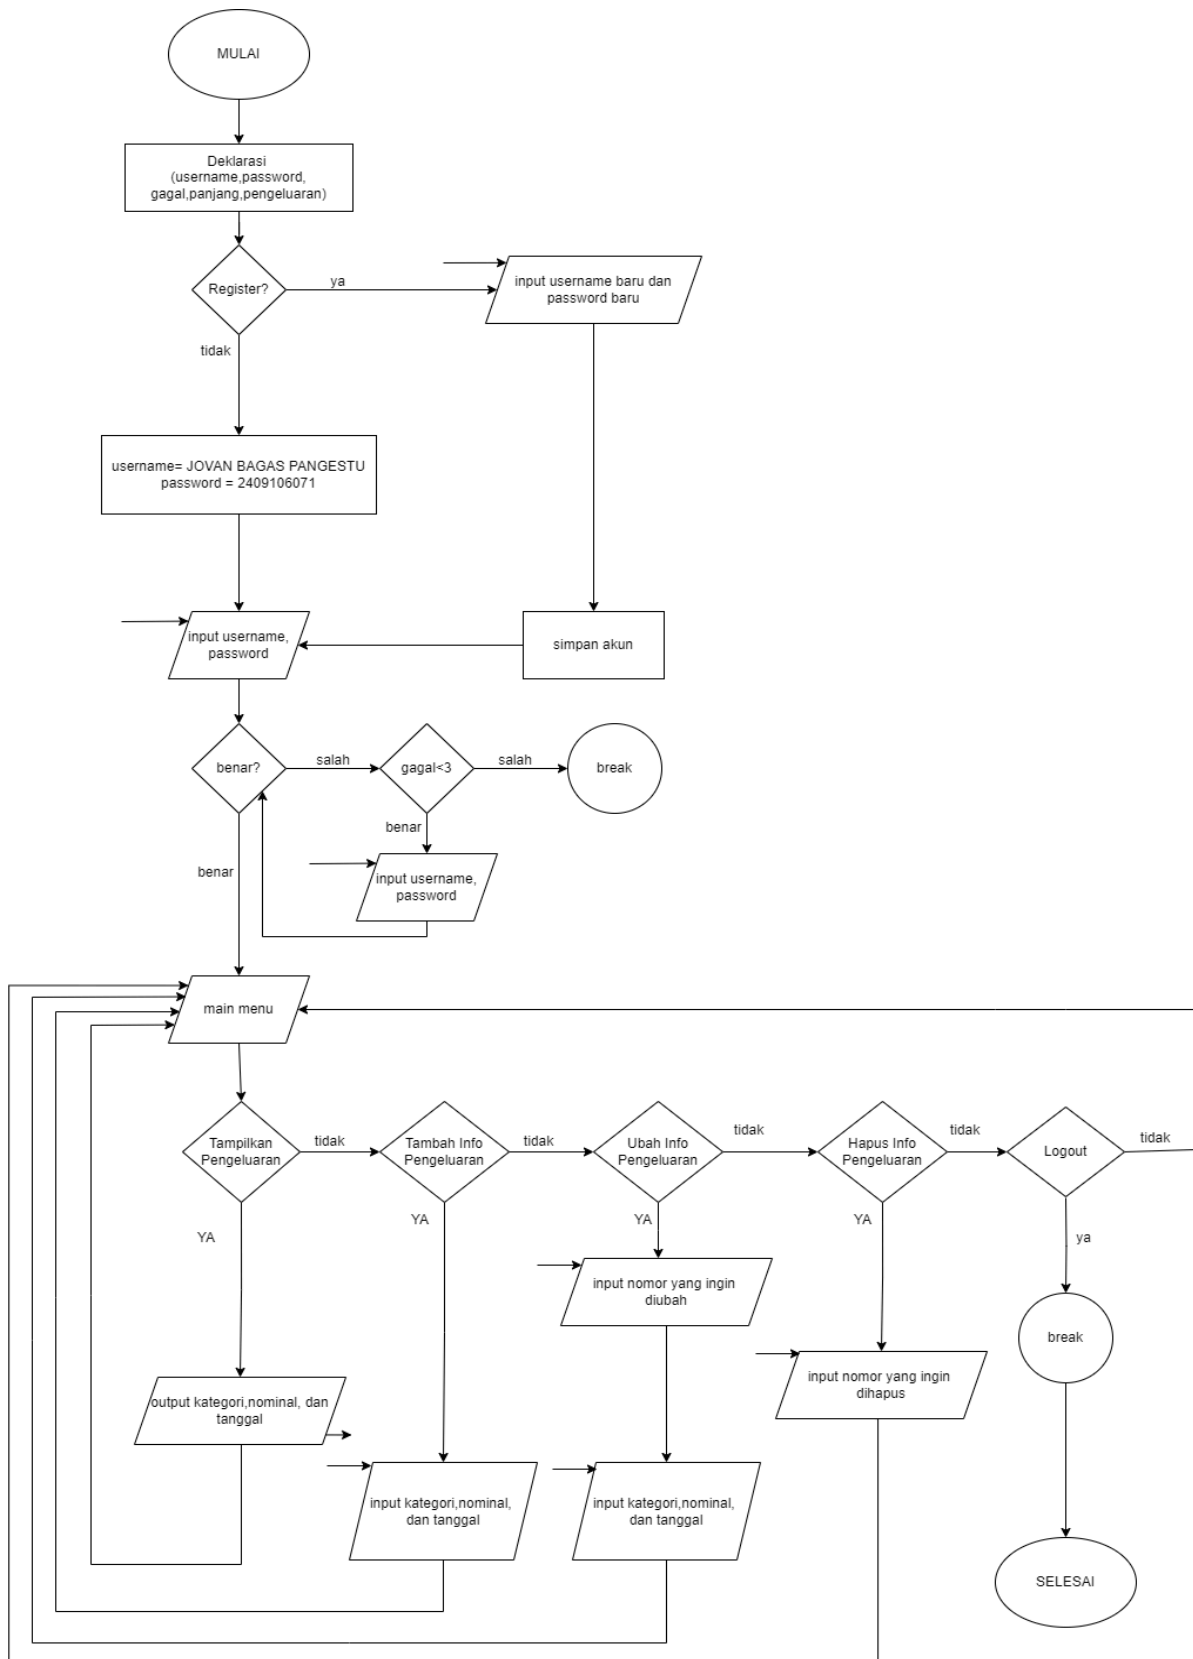 MULAI
Deklarasi
(username,password,
gagal,panjang,pengeluaran)
Register?
ya
input username baru dan
password baru
tidak
username= JOVAN BAGAS PANGESTU
password = 2409106071
input username,
password
simpan akun
benar?
salah
gagal<3
salah
break
benar
input username,
password
benar
main menu
Tampilkan
Pengeluaran
tidak
Tambah Info
Pengeluaran
tidak
Ubah Info
Pengeluaran
tidak
Hapus Info
Pengeluaran
tidak
Logout
tidak
YA
YA
YA
YA
ya
input nomor yang ingin
diubah
break
input nomor yang ingin
dihapus
output kategori,nominal, dan
tanggal
input kategori,nominal,
dan tanggal
input kategori,nominal,
dan tanggal
SELESAI